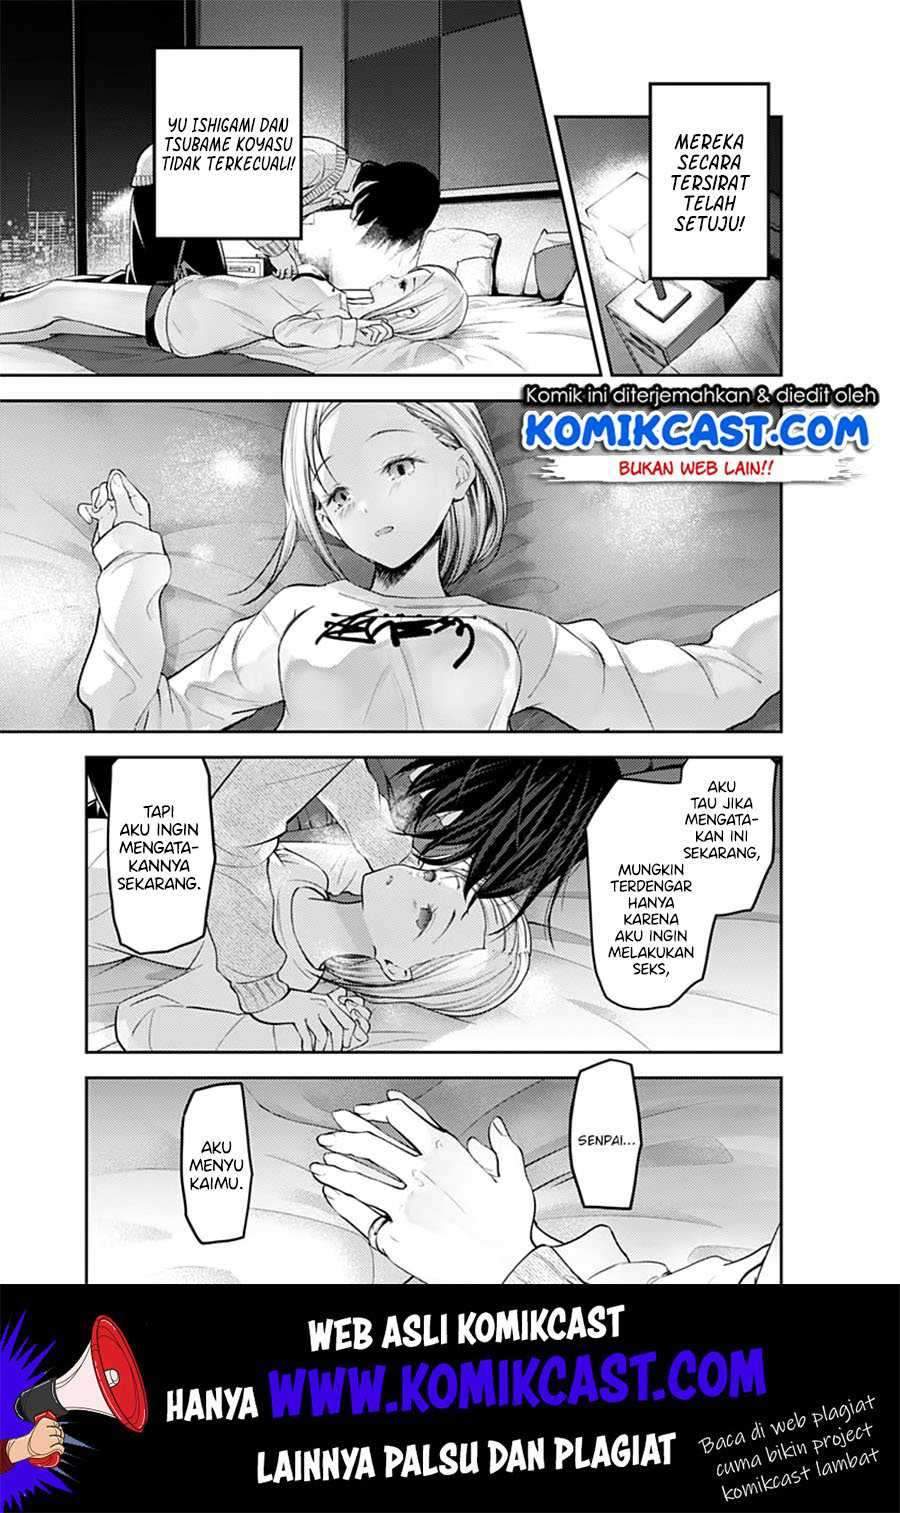 MEREKA
SECARA
TERSIRAT
TELAH
SETUJU!
YU ISHIGAMI DAN
TSUBAME KOYASU
TIDAK TERKECUALI!
Komik ini diterjemahkan & diedit oleh
KOMIKCAST.COM
BUKAN WEB LAIN!!
AKU
TAU JIKA
MENGATA-
KAN INI
SEKARANG,
MUNGKIN
TERDENGAR
HANYA
KARENA
AKU INGIN
MELAKUKAN
SEKS,
TAPI
AKU INGIN
MENGATA-
KANNYA
SEKARANG.
SENPAI...
AKU
MENYU
KAIMU.
WEB ASLI KOMIKCAST
HANYA WWW.KOMIKCAST.COM
LAINNYA PALSU DAN PLAGIAT
Baca di web plagiat
cuma bikin project
komikcast lambat